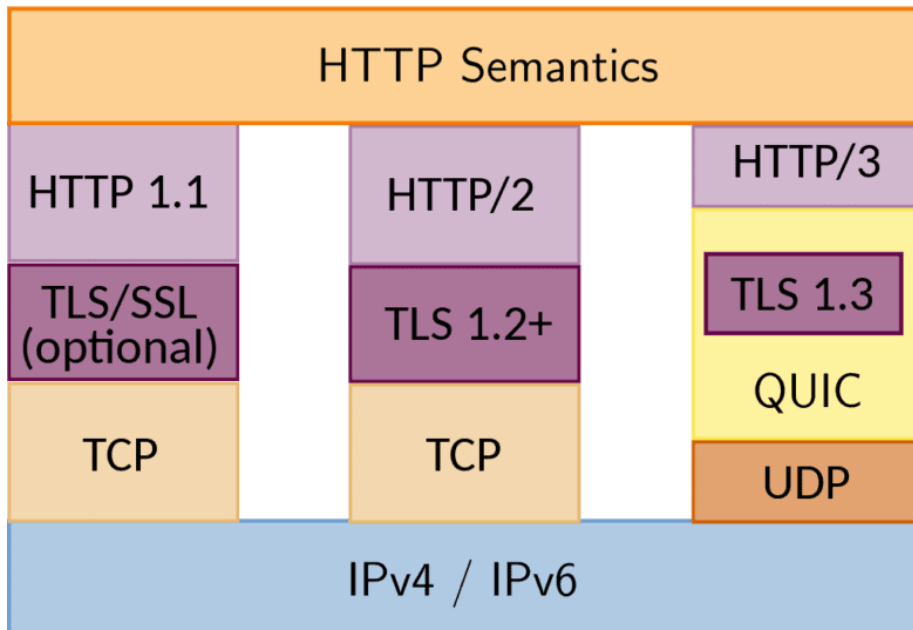 HTTP Semantics
HTTP 1.1
TLS/SSL
(optional)
TCP
HTTP/2
TLS 1.2+
TCP
HTTP/3
TLS 1.3
QUIC
UDP
IPv4 / IPv6